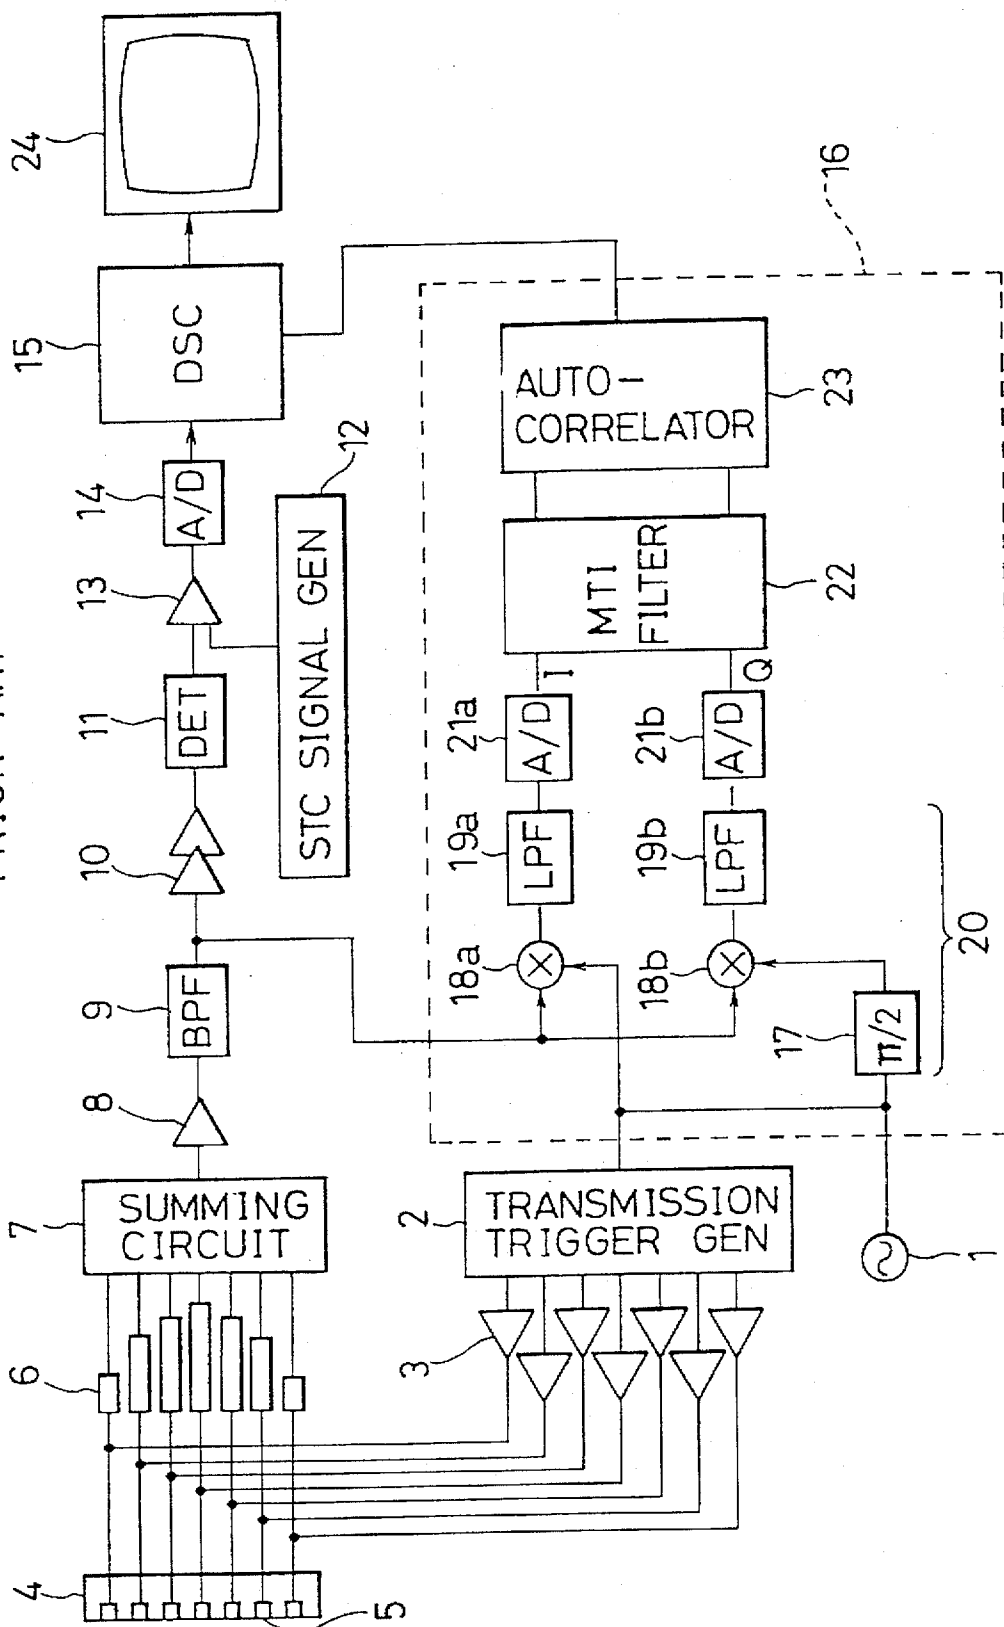 4
5
6
7
SUMMING
CIRCUIT
8
9
BPF
10
11
DET
13
14
A/D
15
DSC
24
STC SIGNAL GEN
12
3
2
TRANSMISSION
TRIGGER GEN
1
17
π/2
18a
18b
19a
LPF
19b
LPF
20
21a
A/D
21b
A/D
I
Q
MTI
FILTER
22
AUTO-
CORRELATOR
23
16